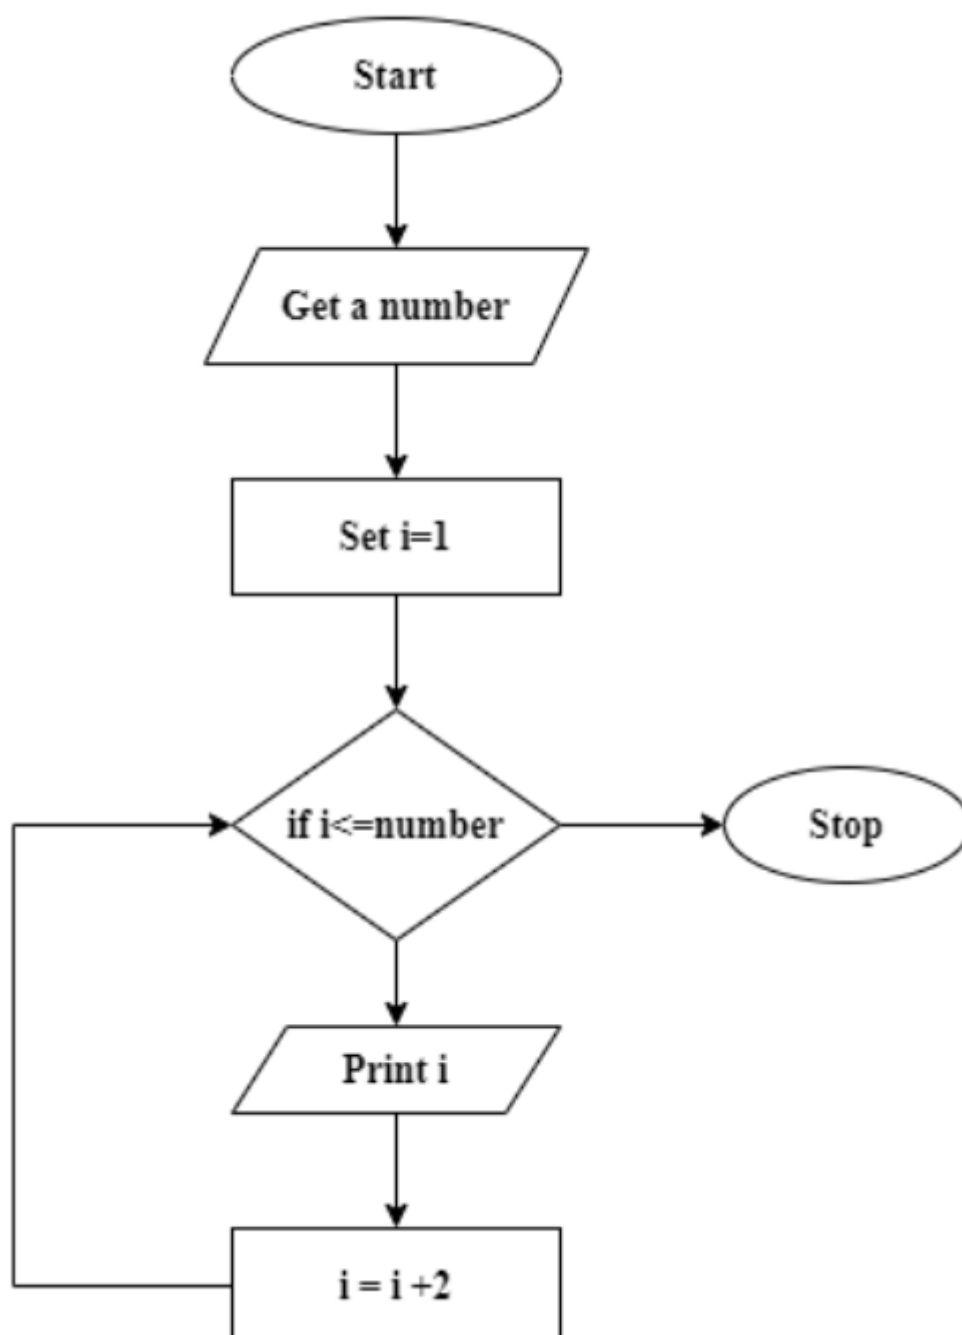 Start
Get a number
Set i=1
if i<=number
Stop
Print i
i = i +2